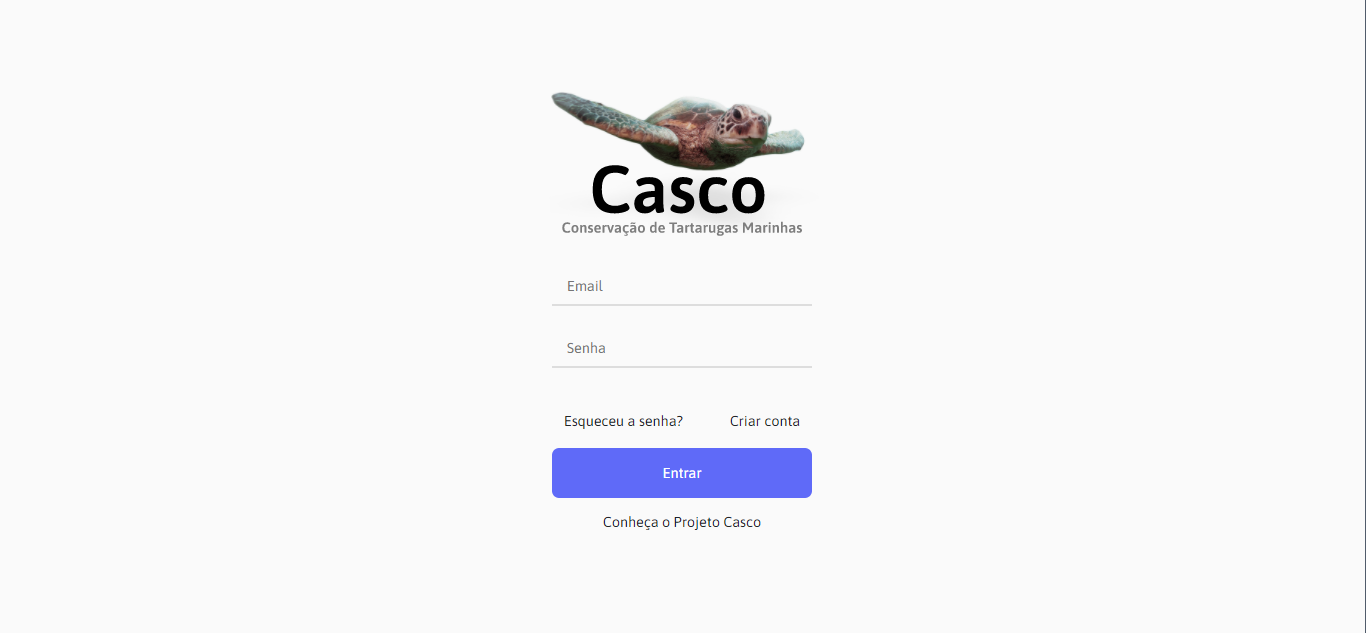 Casco
Conservação de Tartarugas Marinhas
Email
Senha
Esqueceu a senha? Criar conta
Entrar
Conheça o Projeto Casco